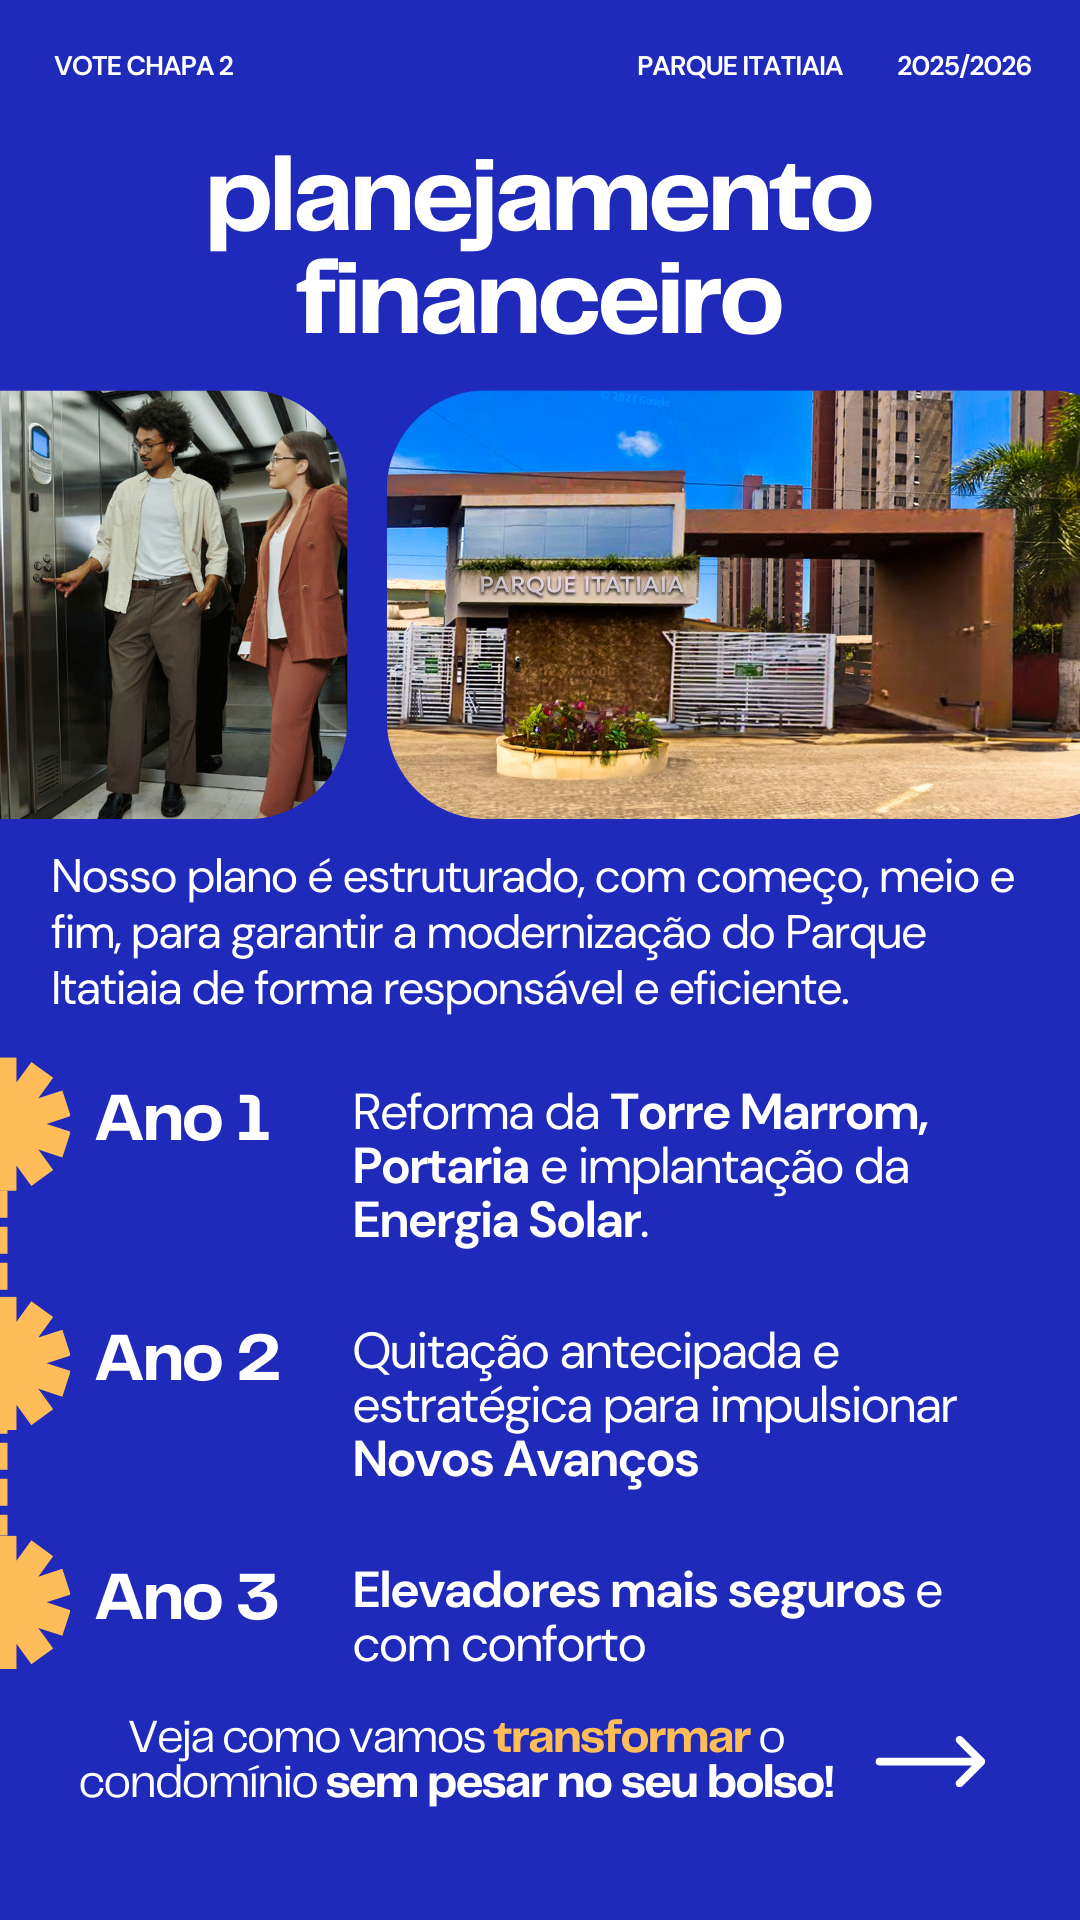 VOTE CHAPA 2
PARQUE ITATIAIA
2025/2026
planejamento
financeiro
© 2021 Google
PARQUE ITATIAIA
Nosso plano é estruturado, com começo, meio e
fim, para garantir a modernização do Parque
Itatiaia de forma responsável e eficiente.
Ano 1
Reforma da Torre Marrom,
Portaria e implantação da
Energia Solar.
Ano 2
Quitação antecipada e
estratégica para impulsionar
Novos Avanços
Ano 3
Elevadores mais seguros e
com conforto
Veja como vamos transformar o
condomínio sem pesar no seu bolso!